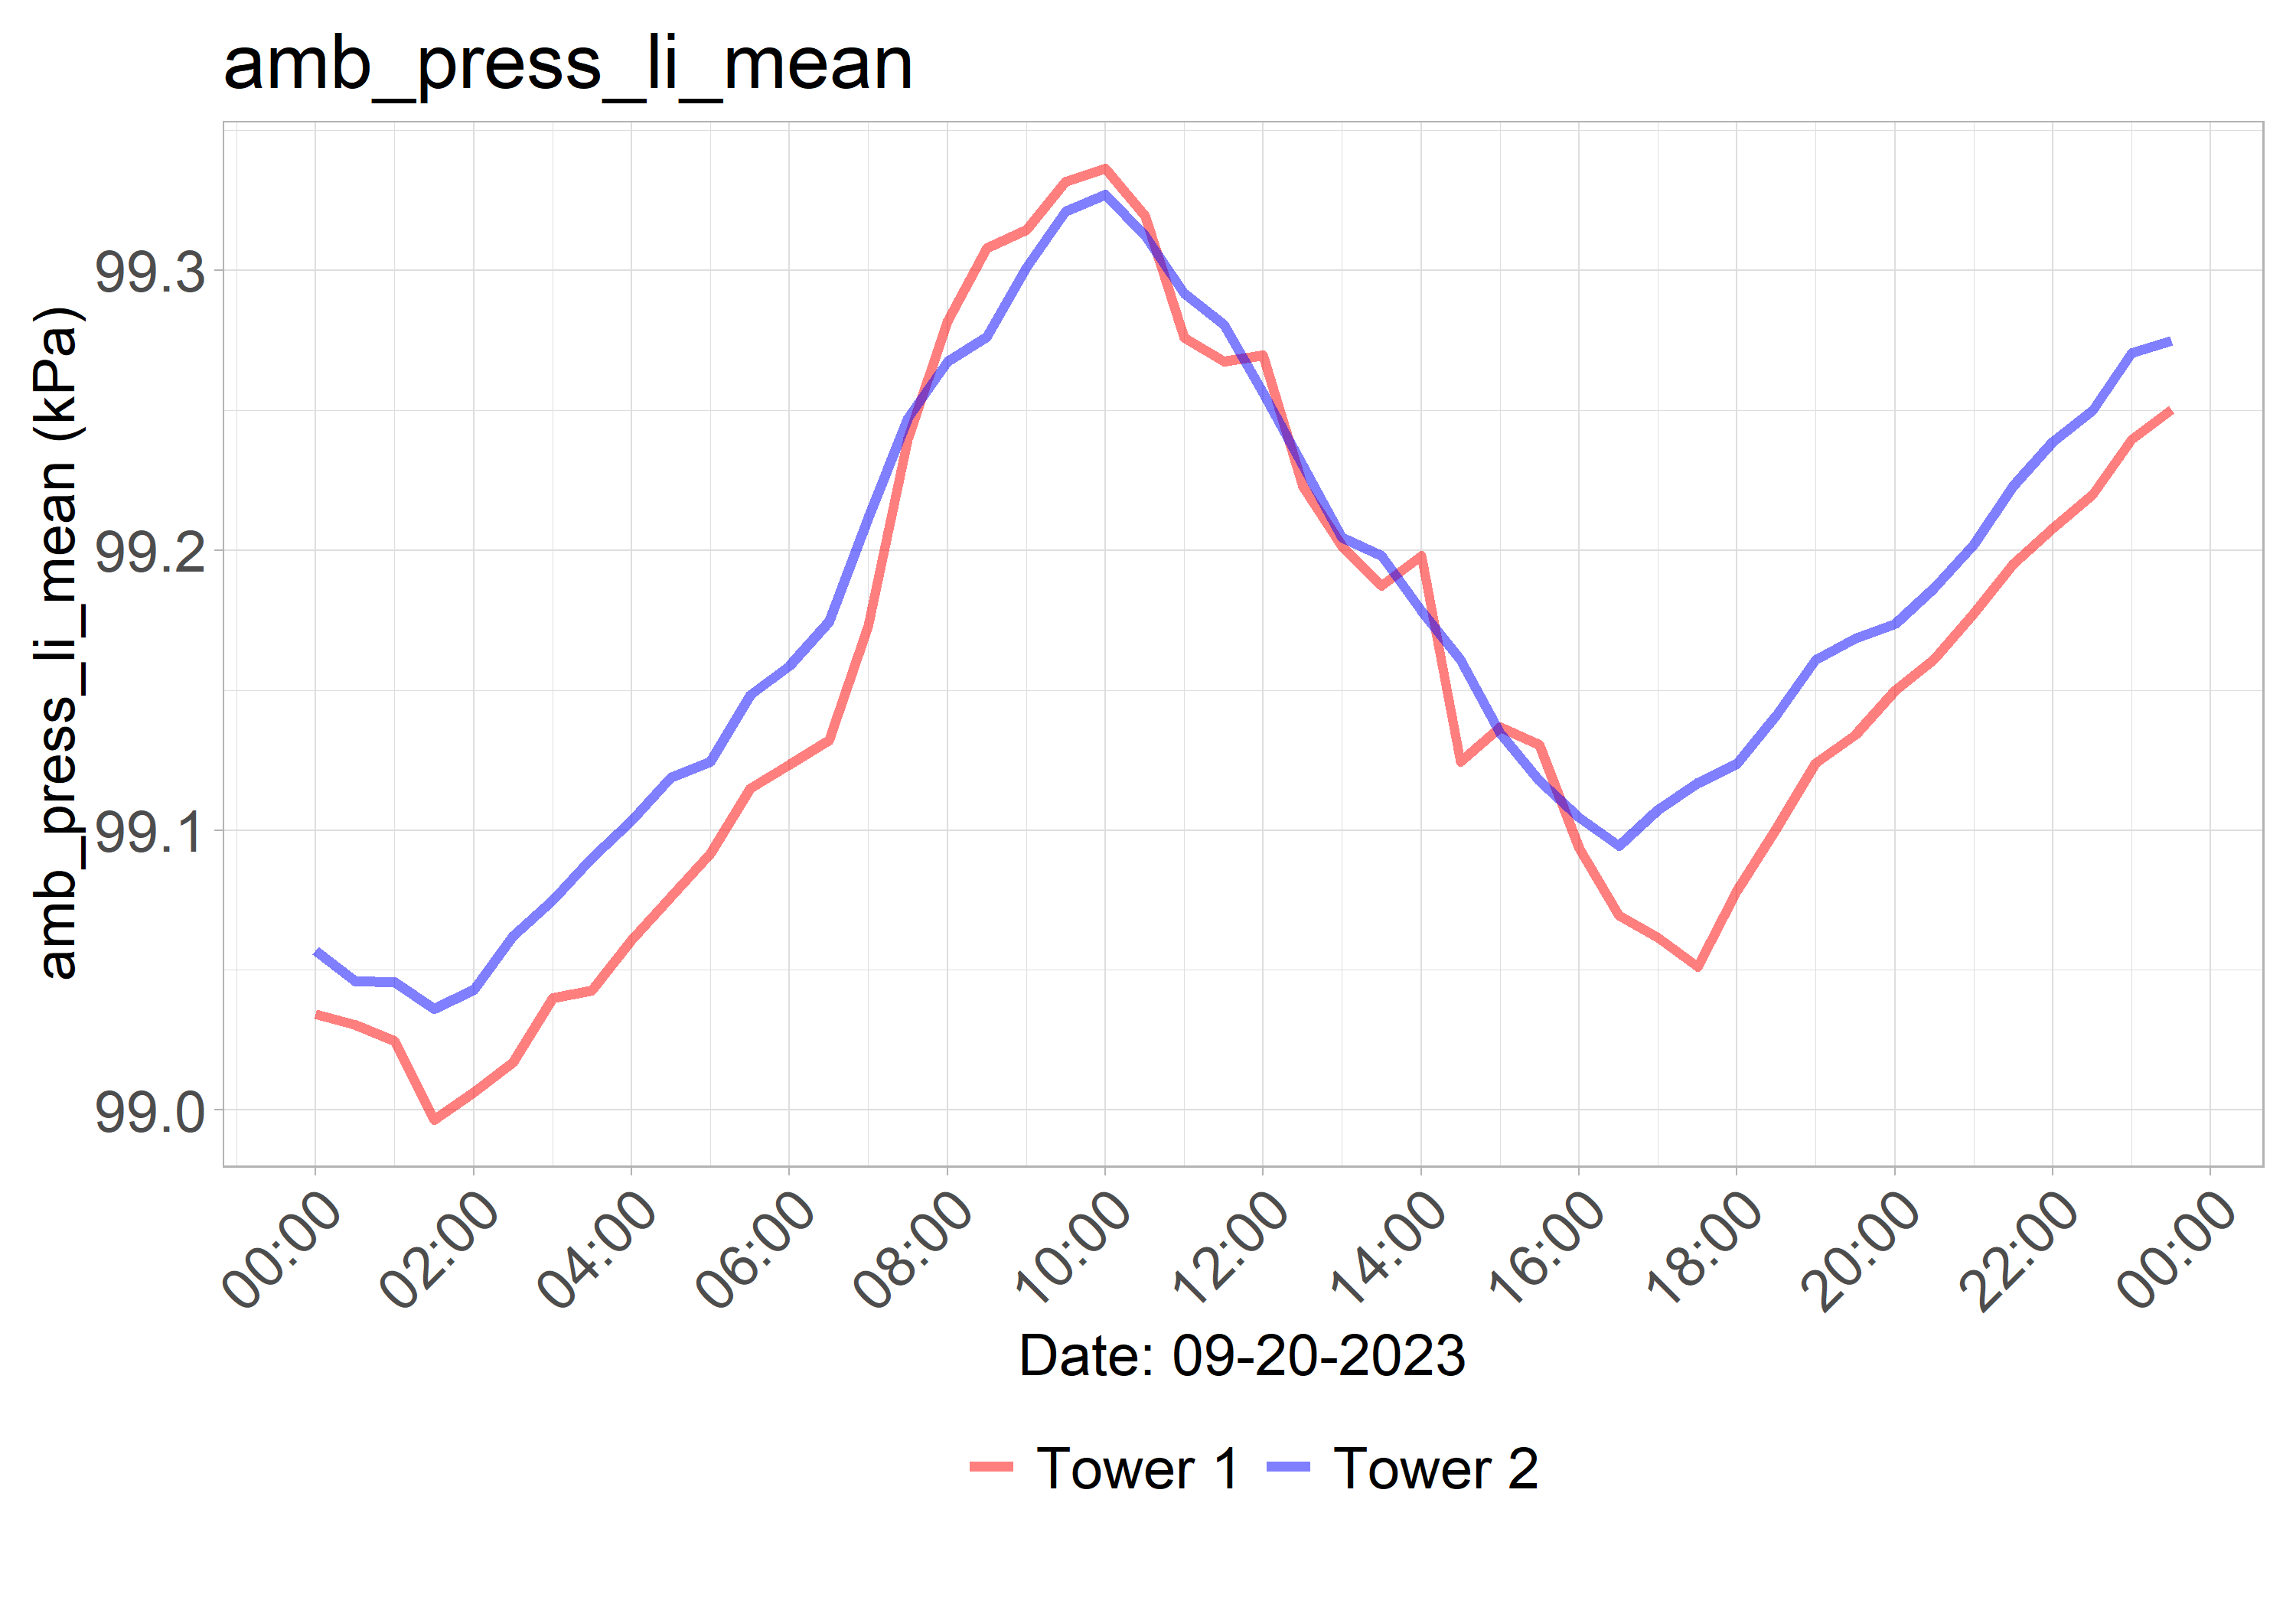 amb_press_li_mean
amb_press_li_mean (kPa)
99.3
99.2
99.1
99.0
00:00 02:00 04:00 06:00 08:00 10:00 12:00 14:00 16:00 18:00 20:00 22:00 00:00
Date: 09-20-2023
Tower 1 Tower 2